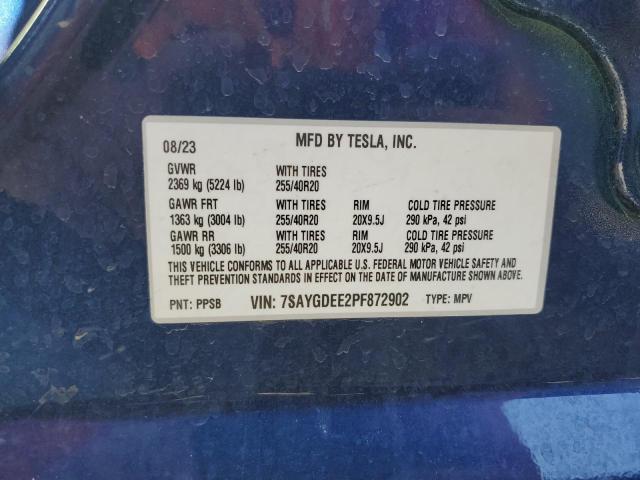 08/23 MFD BY TESLA, INC.
GVWR WITH TIRES
2369 kg (5224 lb) 255/40R20
GAWR FRT WITH TIRES RIM COLD TIRE PRESSURE
1363 kg (3004 lb) 255/40R20 20X9.5J 290 kPa, 42 psi
GAWR RR WITH TIRES RIM COLD TIRE PRESSURE
1500 kg (3306 lb) 255/40R20 20X9.5J 290 kPa, 42 psi
THIS VEHICLE CONFORMS TO ALL APPLICABLE U.S. FEDERAL MOTOR VEHICLE SAFETY AND
THEFT PREVENTION STANDARDS IN EFFECT ON THE DATE OF MANUFACTURE SHOWN ABOVE.
PNT: PPSB VIN: 7SAYGDEE2PF872902 TYPE: MPV